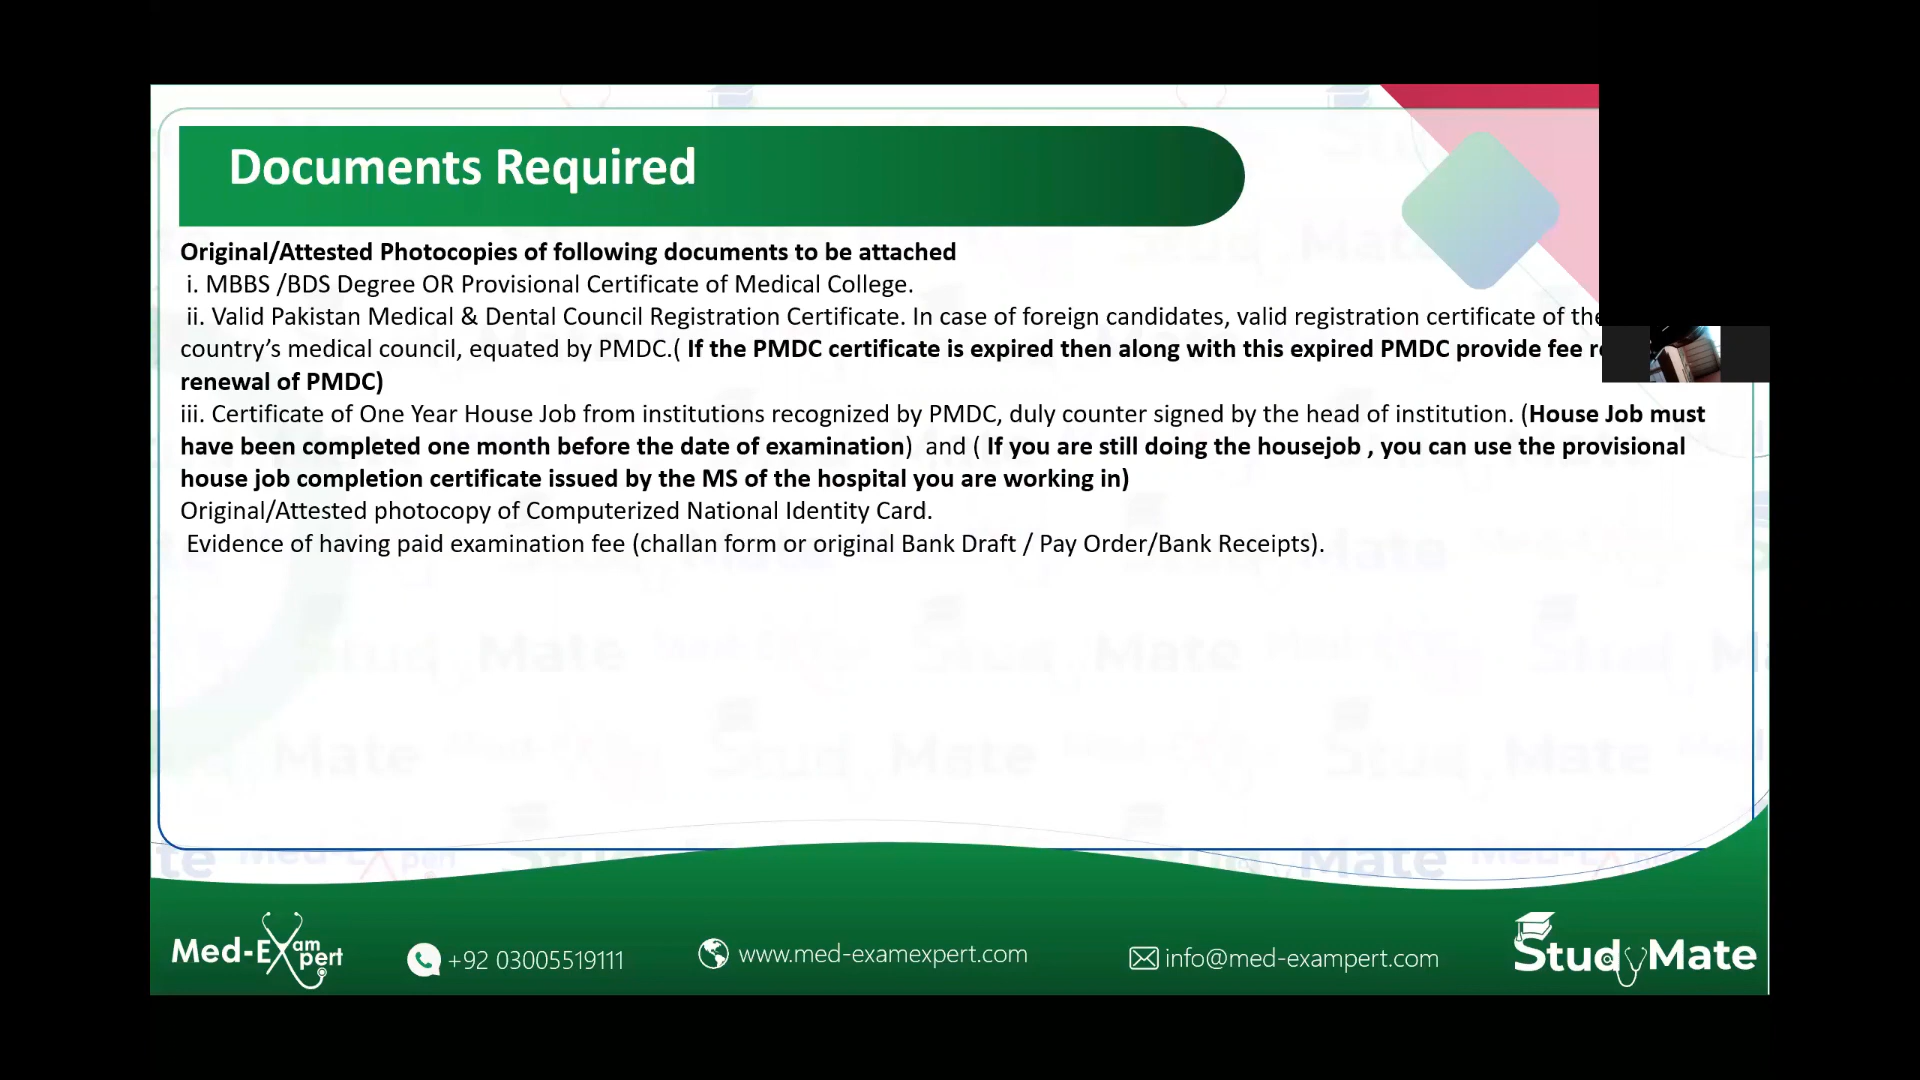 Documents Required
Original/Attested Photocopies of following documents to be attached
i. MBBS /BDS Degree OR Provisional Certificate of Medical College.
ii. Valid Pakistan Medical & Dental Council Registration Certificate. In case of foreign candidates, valid registration certificate of the
country's medical council, equated by PMDC.( If the PMDC certificate is expired then along with this expired PMDC provide fee
renewal of PMDC)
iii. Certificate of One Year House Job from institutions recognized by PMDC, duly counter signed by the head of institution. (House Job must
have been completed one month before the date of examination)  and ( If you are still doing the housejob , you can use the provisional
house job completion certificate issued by the MS of the hospital you are working in)
Original/Attested photocopy of Computerized National Identity Card.
Evidence of having paid examination fee (challan form or original Bank Draft / Pay Order/Bank Receipts).
Med-Exam Expert
+92 03005519111
www.med-examexpert.com
info@med-exampert.com
StudyMate